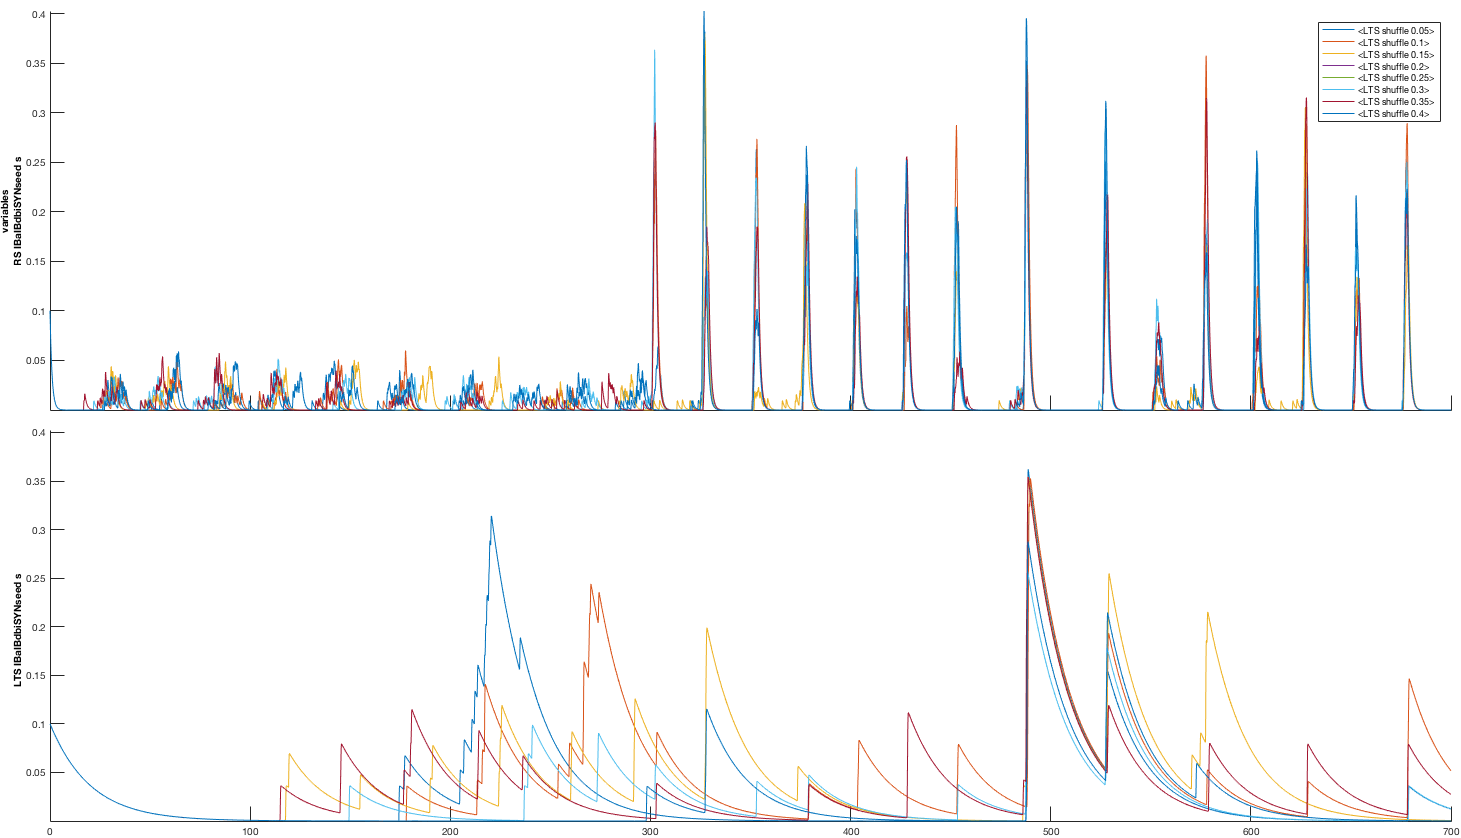 0.4
0.35
0.3
0.25
0.2
0.15
0.1
0.05
variables
RS IBaIBdbiSYNseed s
<LTS shuffle 0.05>
<LTS shuffle 0.1>
<LTS shuffle 0.15>
<LTS shuffle 0.2>
<LTS shuffle 0.25>
<LTS shuffle 0.3>
<LTS shuffle 0.35>
<LTS shuffle 0.4>
0.4
0.35
0.3
0.25
0.2
0.15
0.1
0.05
LTS IBaIBdbiSYNseed s
0 100 200 300 400 500 600 700